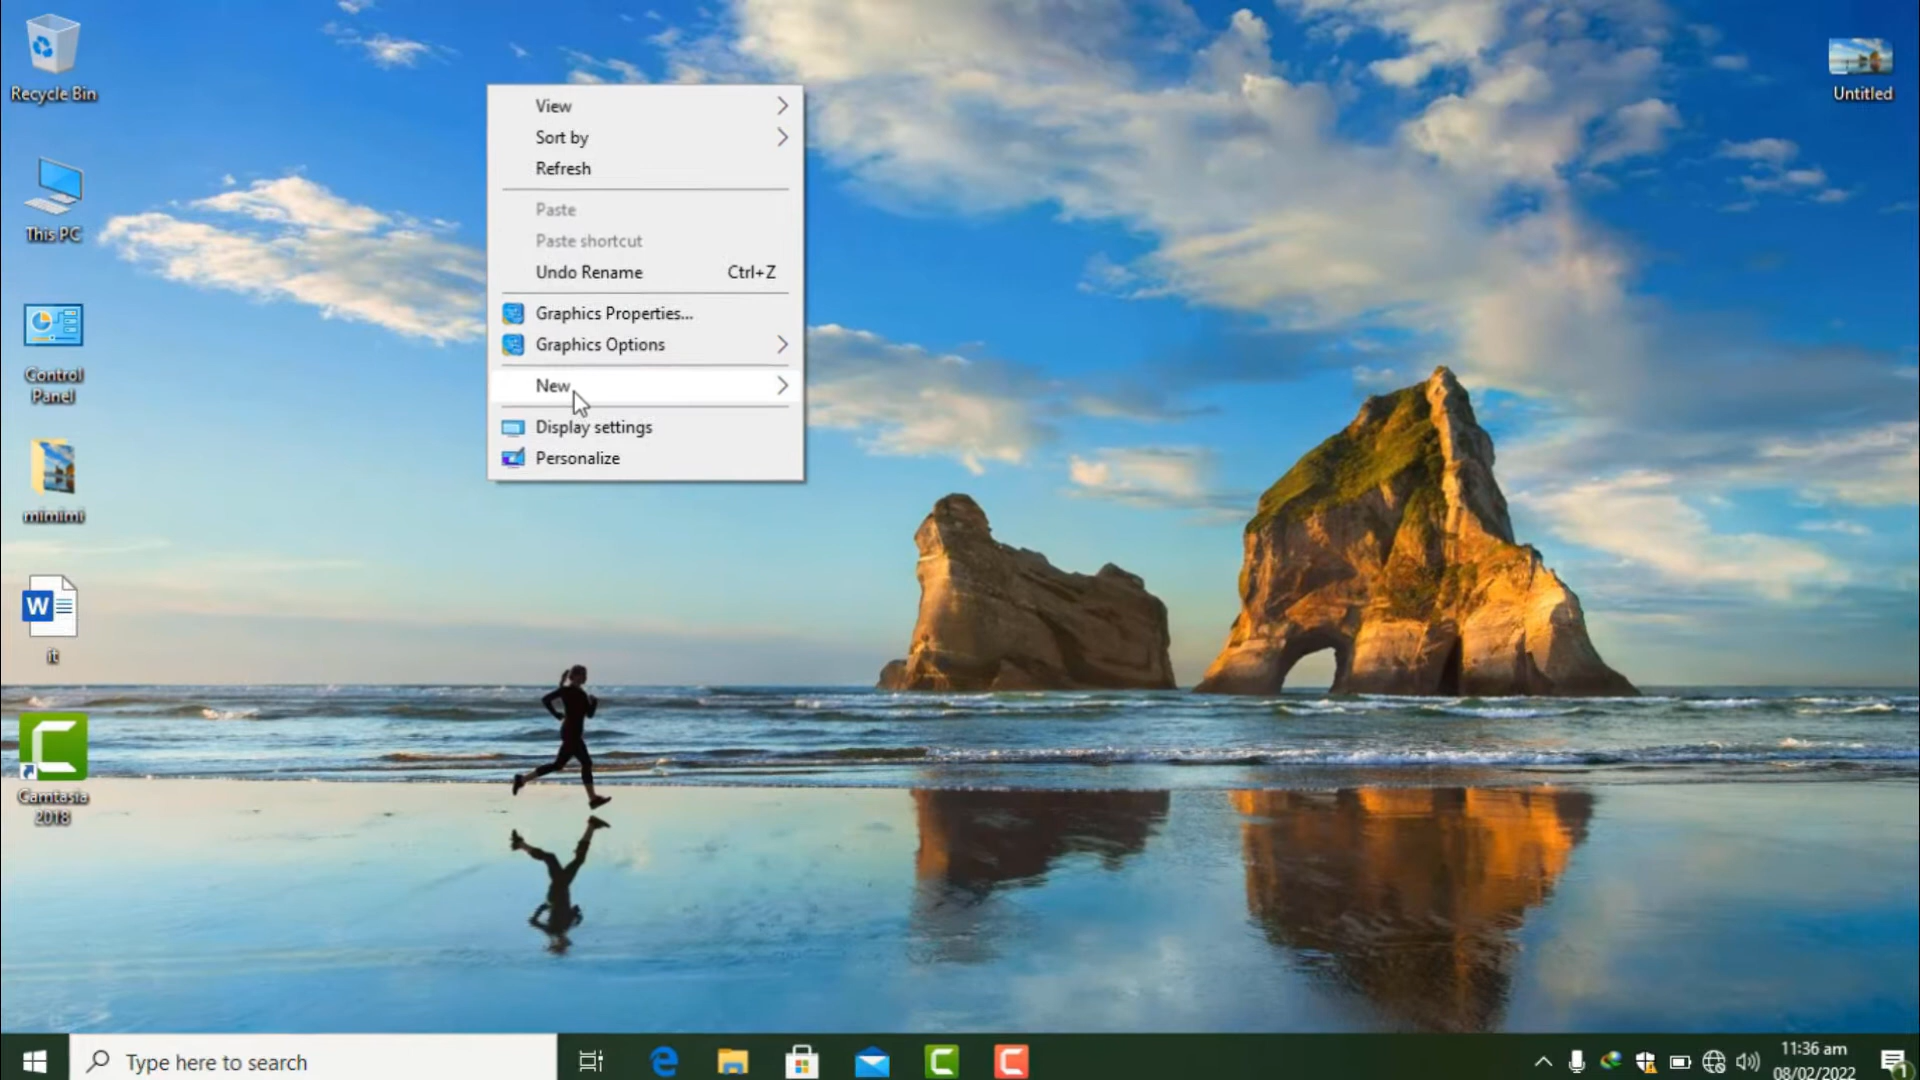 Recycle Bin
This PC
Control
Panel
mimimi
W
it
Camtasia
2018
Untitled
View
Sort by
Refresh
Paste
Paste shortcut
Undo Rename Ctrl+Z
Graphics Properties...
Graphics Options
New
Display settings
Personalize
Type here to search
11:36 am
08/02/2022
1